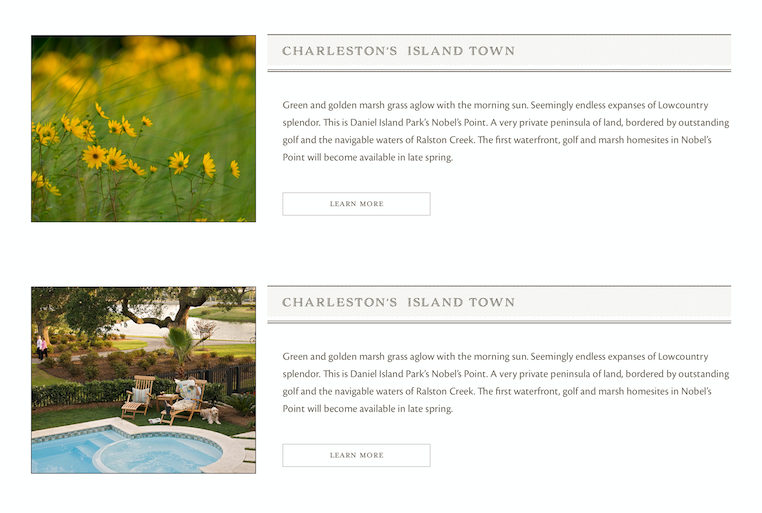 CHARLESTON'S ISLAND TOWN
Green and golden marsh grass aglow with the morning sun. Seemingly endless expanses of Lowcountry
splendor. This is Daniel Island Park's Nobel's Point. A very private peninsula of land, bordered by outstanding
golf and the navigable waters of Ralston Creek. The first waterfront, golf and marsh homesites in Nobel's
Point will become available in late spring.
LEARN MORE
CHARLESTON'S ISLAND TOWN
Green and golden marsh grass aglow with the morning sun. Seemingly endless expanses of Lowcountry
splendor. This is Daniel Island Park's Nobel's Point. A very private peninsula of land, bordered by outstanding
golf and the navigable waters of Ralston Creek. The first waterfront, golf and marsh homesites in Nobel's
Point will become available in late spring.
LEARN MORE